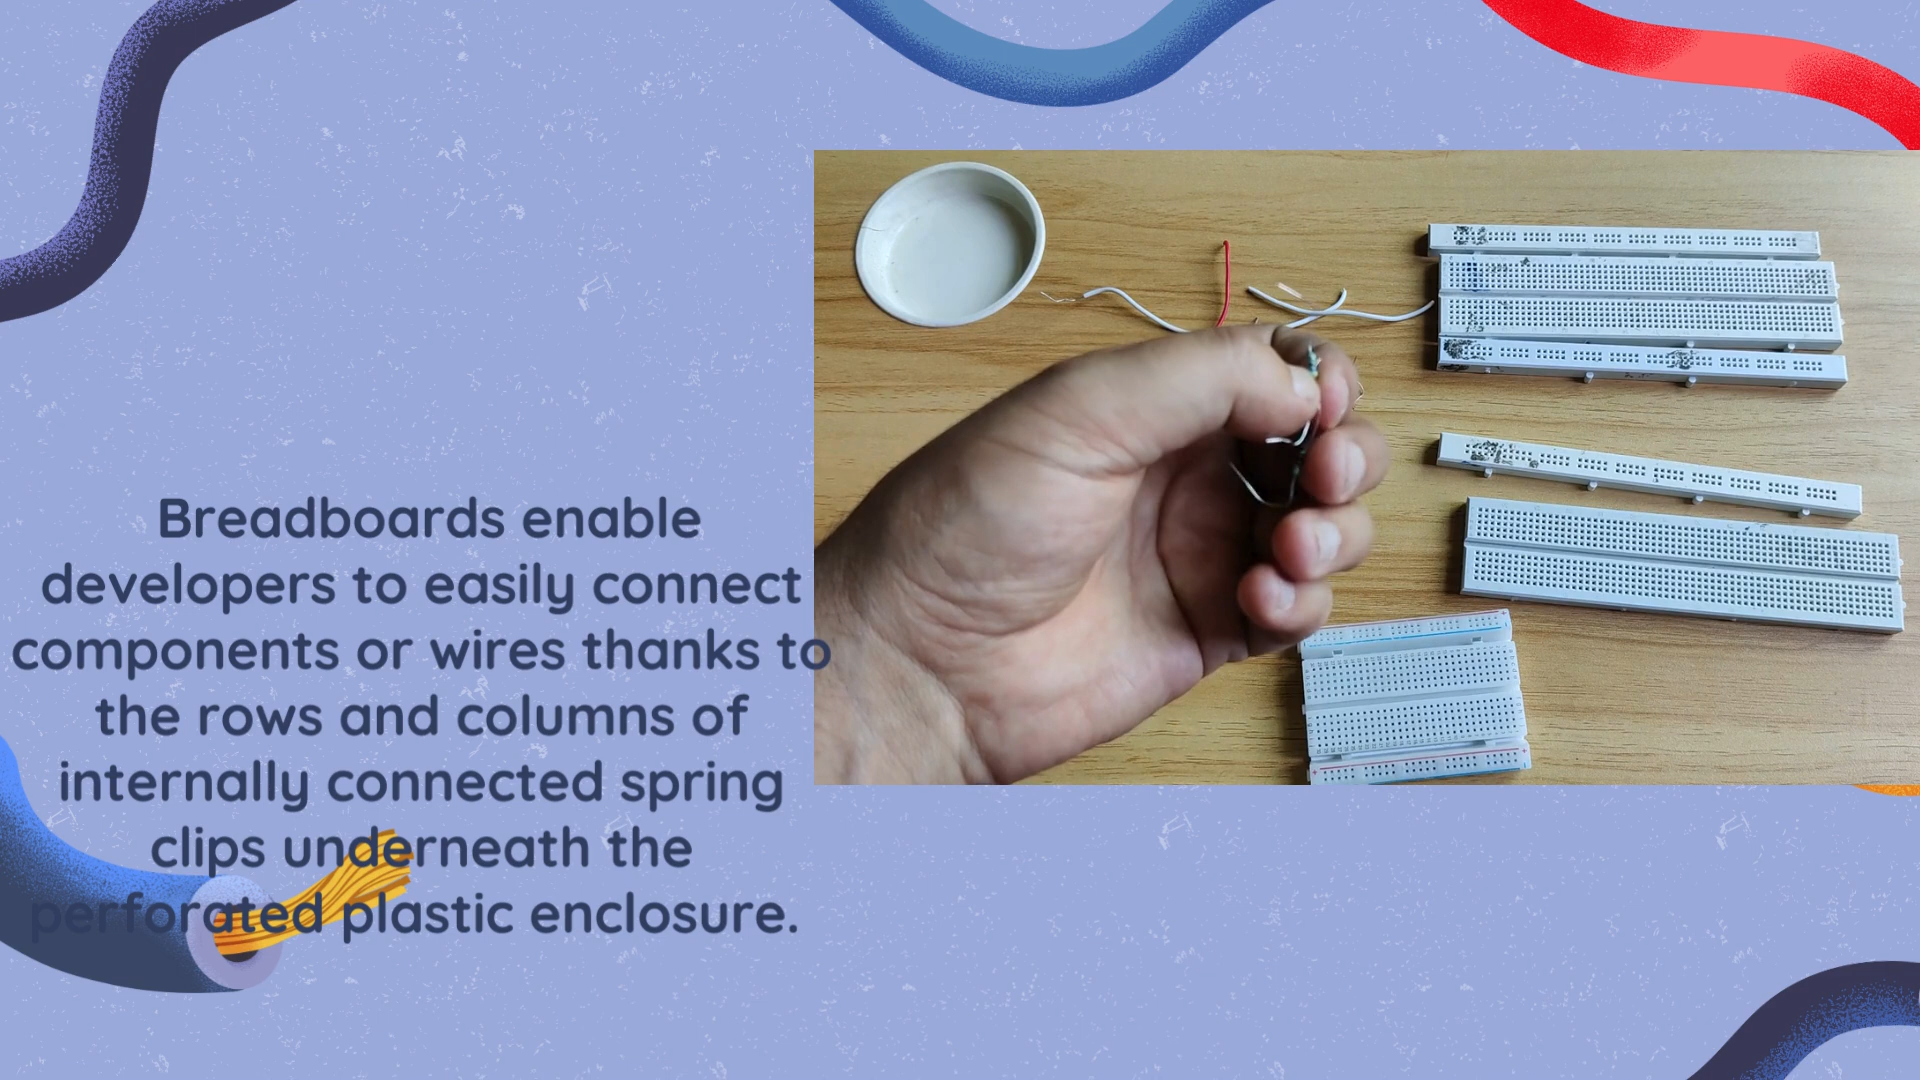 Breadboards enable
developers to easily connect
components or wires thanks to
the rows and columns of
internally connected spring
clips underneath the
perforated plastic enclosure.